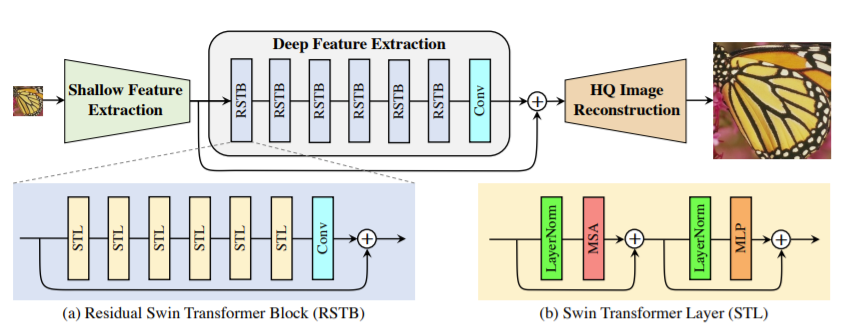 Deep Feature Extraction
Shallow Feature
Extraction
RSTB
RSTB
RSTB
RSTB
RSTB
RSTB
Conv
+
HQ Image
Reconstruction
STL
STL
STL
STL
STL
STL
Conv
+
LayerNorm
MSA
+
LayerNorm
MLP
+
(a) Residual Swin Transformer Block (RSTB)
(b) Swin Transformer Layer (STL)